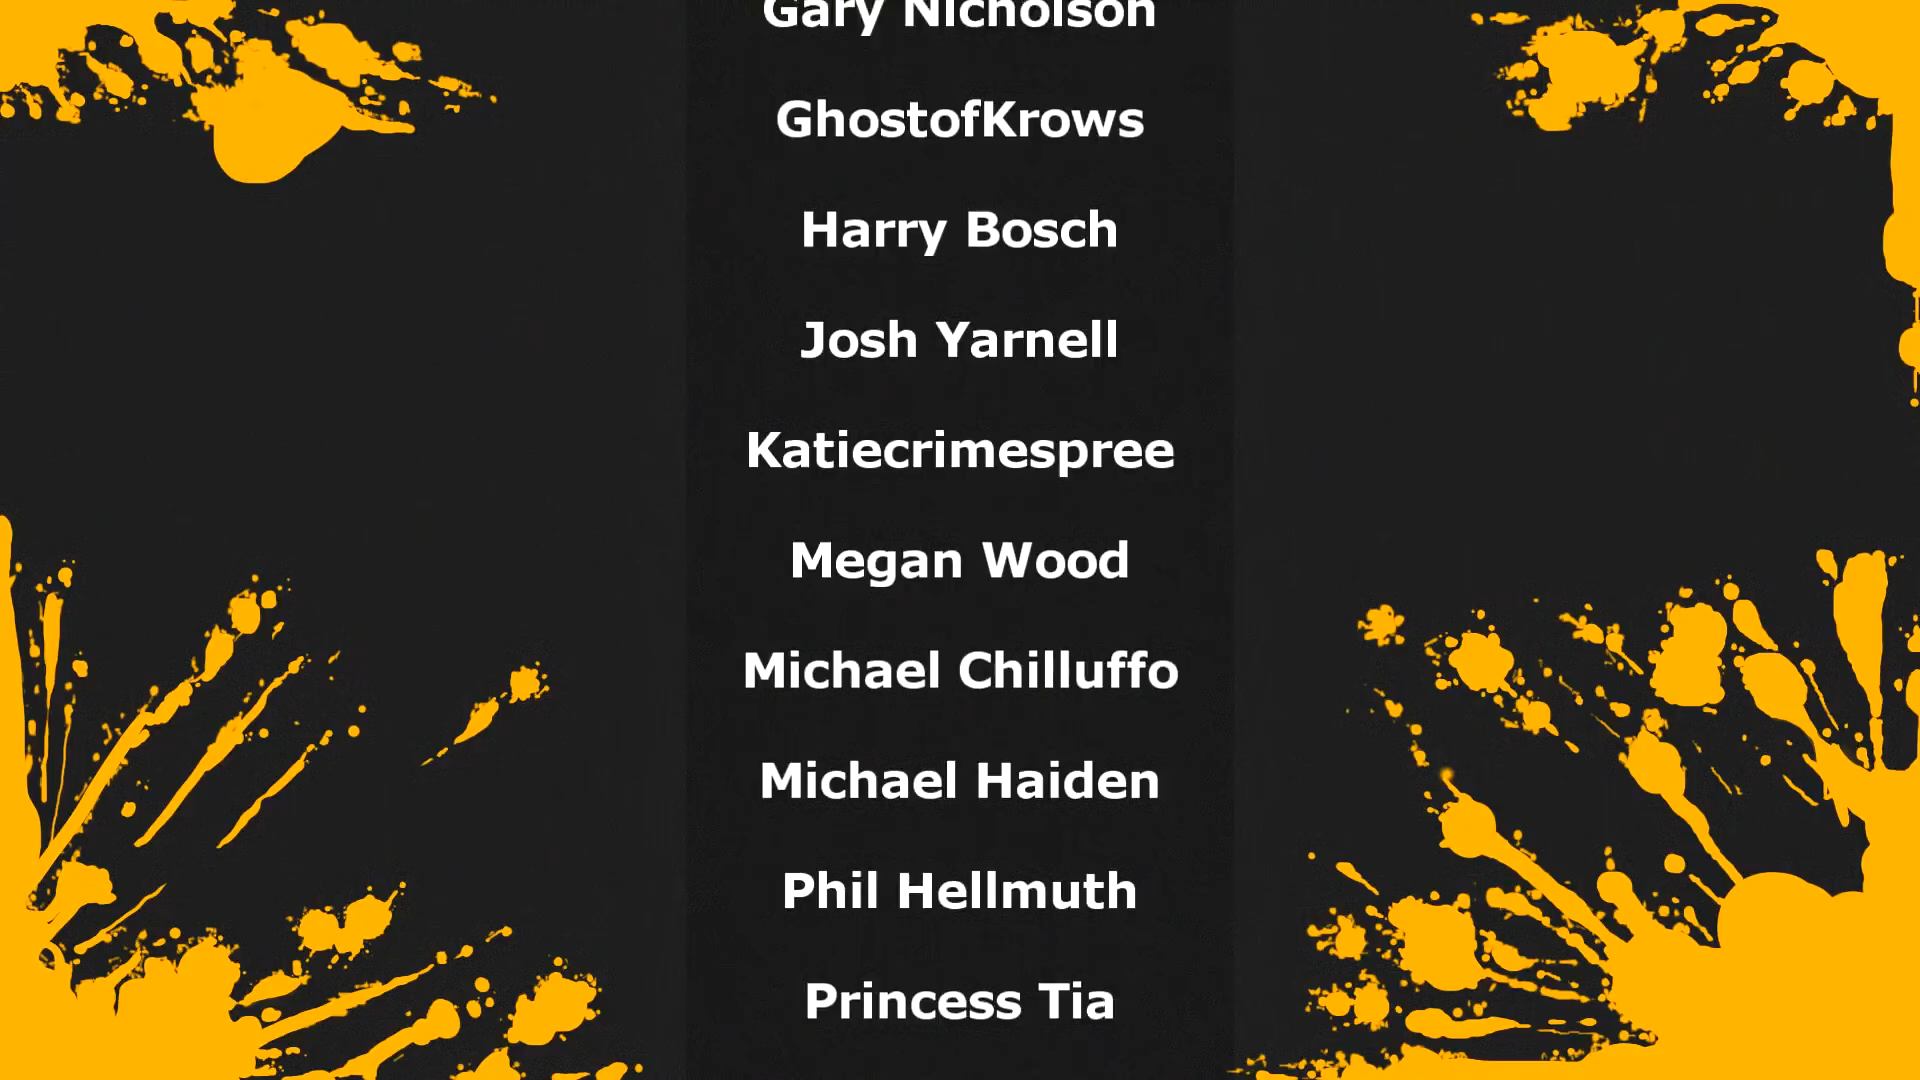 Gary Nicholson
GhostofKrows
Harry Bosch
Josh Yarnell
Katiecrimespree
Megan Wood
Michael Chilluffo
Michael Haiden
Phil Hellmuth
Princess Tia